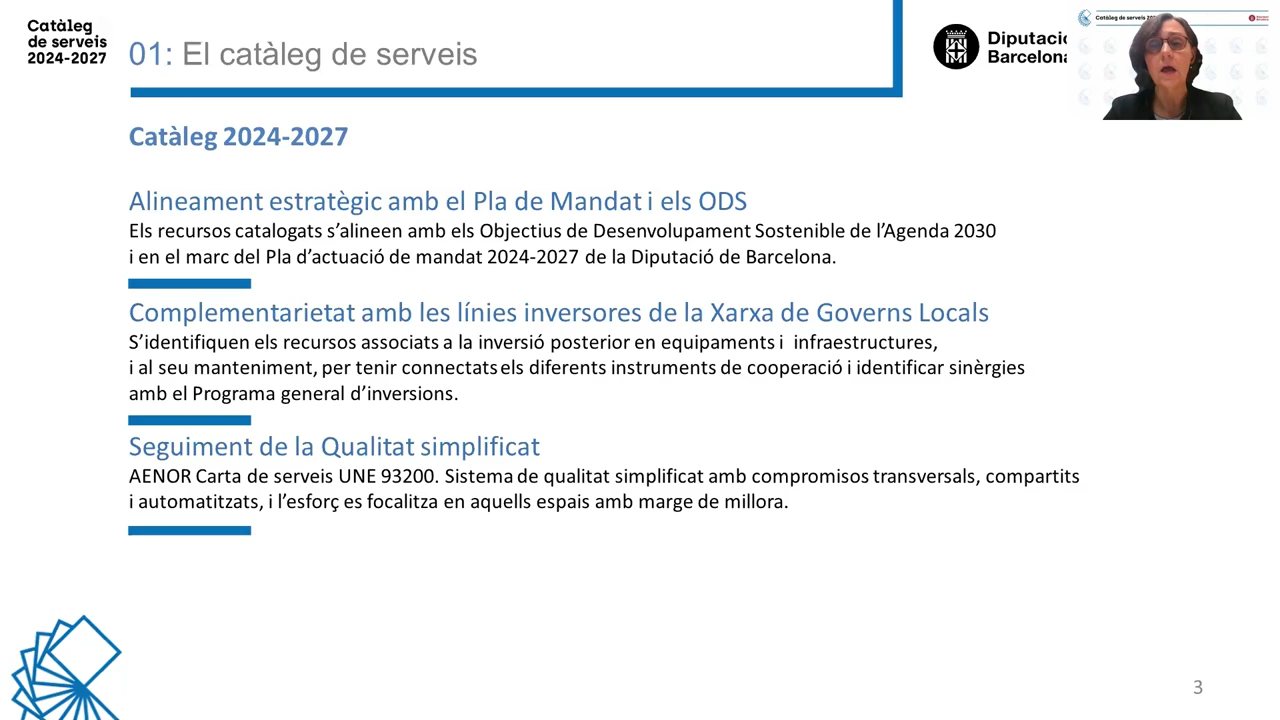 Catàleg
de serveis
2024-2027
01: El catàleg de serveis
Diputació
Barcelona
Catàleg de serveis
Catàleg 2024-2027
Alineament estratègic amb el Pla de Mandat i els ODS
Els recursos catalogats s’alineen amb els Objectius de Desenvolupament Sostenible de l’Agenda 2030
i en el marc del Pla d’actuació de mandat 2024-2027 de la Diputació de Barcelona.
Complementarietat amb les línies inversores de la Xarxa de Governs Locals
S’identifiquen els recursos associats a la inversió posterior en equipaments i infraestructures,
i al seu manteniment, per tenir connectats els diferents instruments de cooperació i identificar sinèrgies
amb el Programa general d’inversions.
Seguiment de la Qualitat simplificat
AENOR Carta de serveis UNE 93200. Sistema de qualitat simplificat amb compromisos transversals, compartits
i automatitzats, i l’esforç es focalitza en aquells espais amb marge de millora.
3